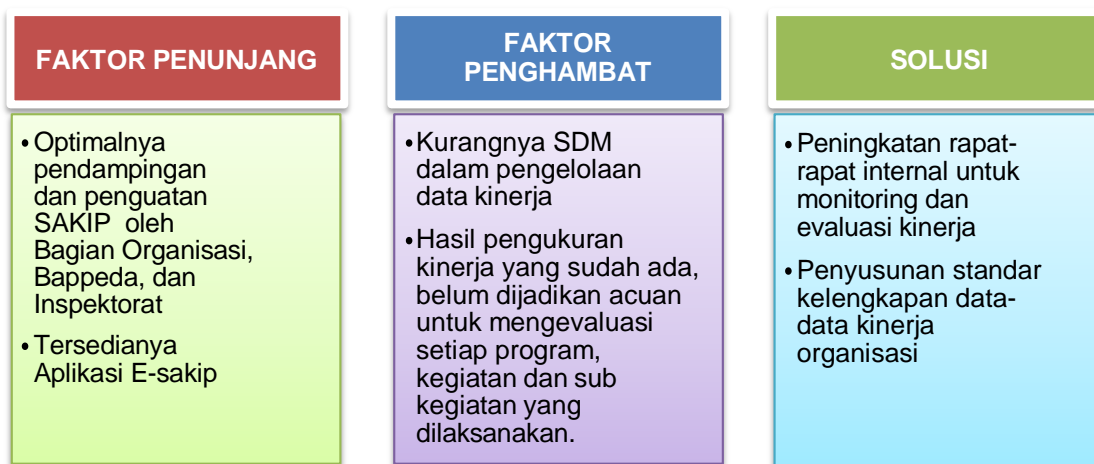 FAKTOR PENUNJANG
• Optimalnya
pendampingan
dan penguatan
SAKIP oleh
Bagian Organisasi,
Bappeda, dan
Inspektorat
• Tersedianya
Aplikasi E-sakip
FAKTOR
PENGHAMBAT
• Kurangnya SDM
dalam pengelolaan
data kinerja
• Hasil pengukuran
kinerja yang sudah ada,
belum dijadikan acuan
untuk mengevaluasi
setiap program,
kegiatan dan sub
kegiatan yang
dilaksanakan.
SOLUSI
• Peningkatan rapat-
rapat internal untuk
monitoring dan
evaluasi kinerja
• Penyusunan standar
kelengkapan data-
data kinerja
organisasi